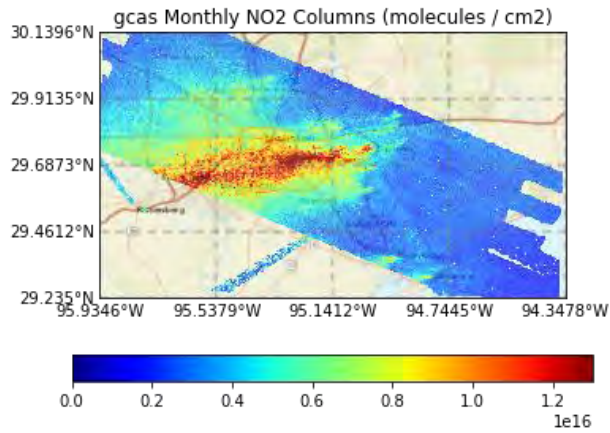 gcas Monthly NO2 Columns (molecules / cm2)
30.1396°N
29.9135°N
29.6873°N
29.4612°N
29.235°N
95.9346°W 95.5379°W 95.1412°W 94.7445°W 94.3478°W
Rosenberg
0.0 0.2 0.4 0.6 0.8 1.0 1.2
1e16